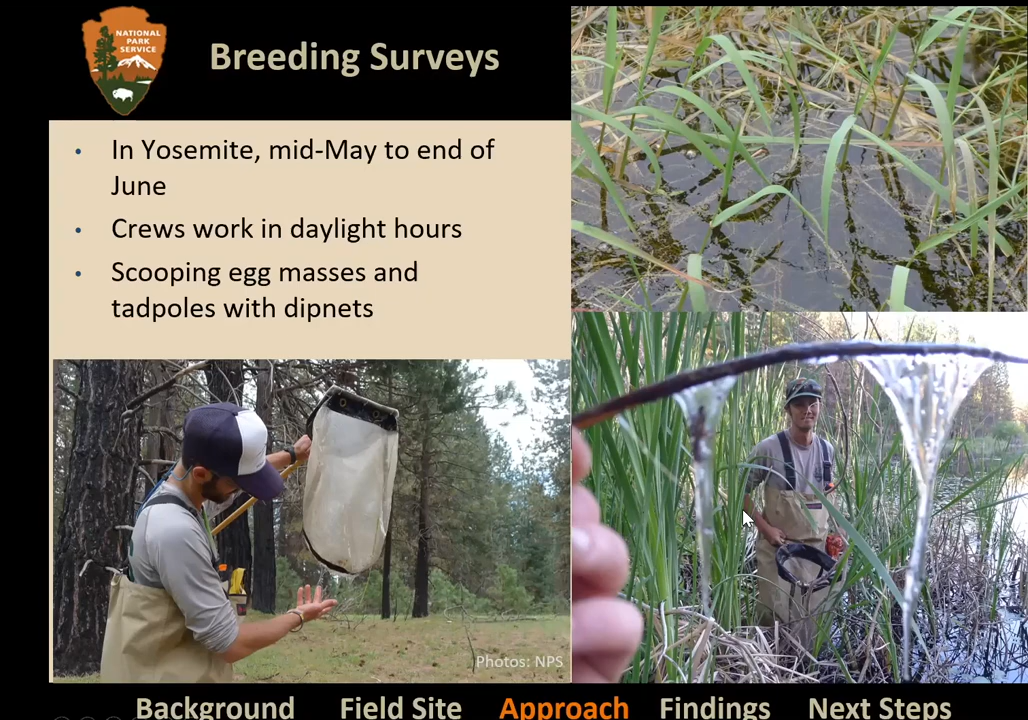 NATIONAL
PARK
SERVICE
Breeding Surveys
• In Yosemite, mid-May to end of
June
• Crews work in daylight hours
• Scooping egg masses and
tadpoles with dipnets
Photos: NPS
Background Field Site Approach Findings Next Steps